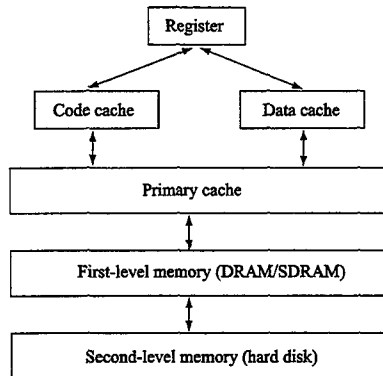 Register
Code cache
Data cache
Primary cache
First-level memory (DRAM/SDRAM)
Second-level memory (hard disk)